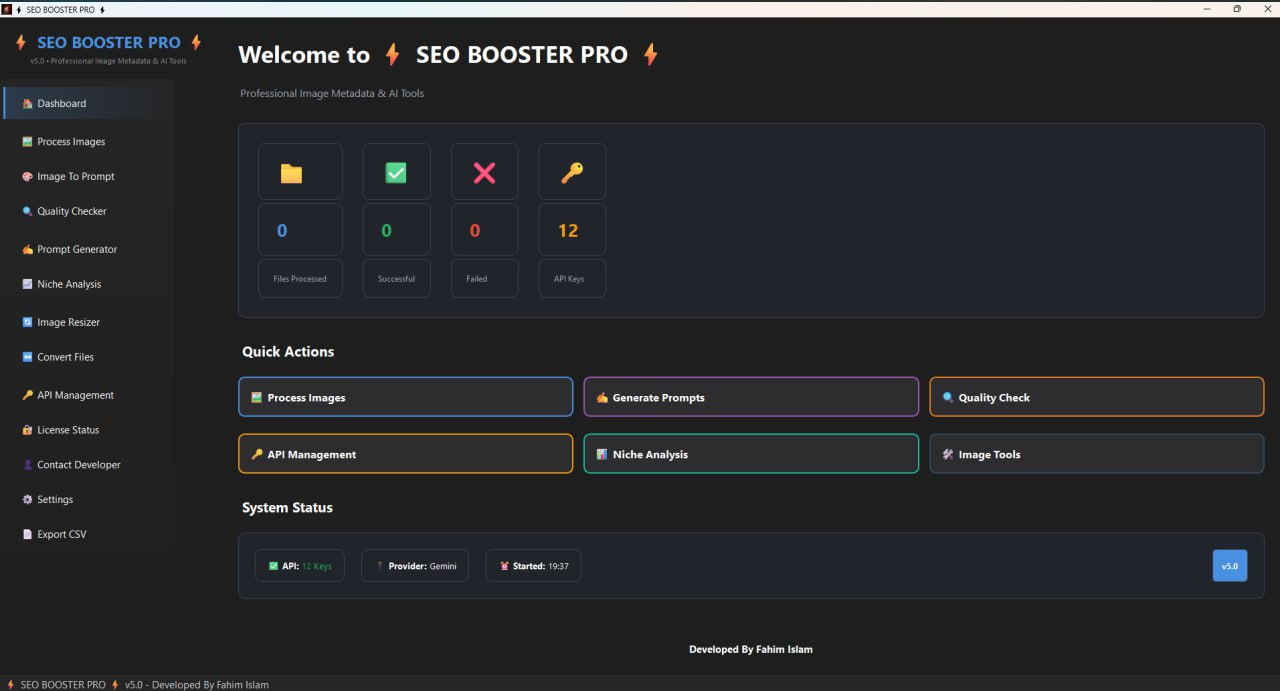 SEO BOOSTER PRO
SEO BOOSTER PRO
v5.0 • Professional Image Metadata & AI Tools
Dashboard
Process Images
Image To Prompt
Quality Checker
Prompt Generator
Niche Analysis
Image Resizer
Convert Files
API Management
License Status
Contact Developer
Settings
Export CSV
Welcome to ⚡ SEO BOOSTER PRO ⚡
Professional Image Metadata & AI Tools
0 0 0 12
Files Processed Successful Failed API Keys
Quick Actions
Process Images Generate Prompts Quality Check
API Management Niche Analysis Image Tools
System Status
API: 12 Keys Provider: Gemini Started: 19:37 v5.0
Developed By Fahim Islam
SEO BOOSTER PRO ⚡ v5.0 - Developed By Fahim Islam